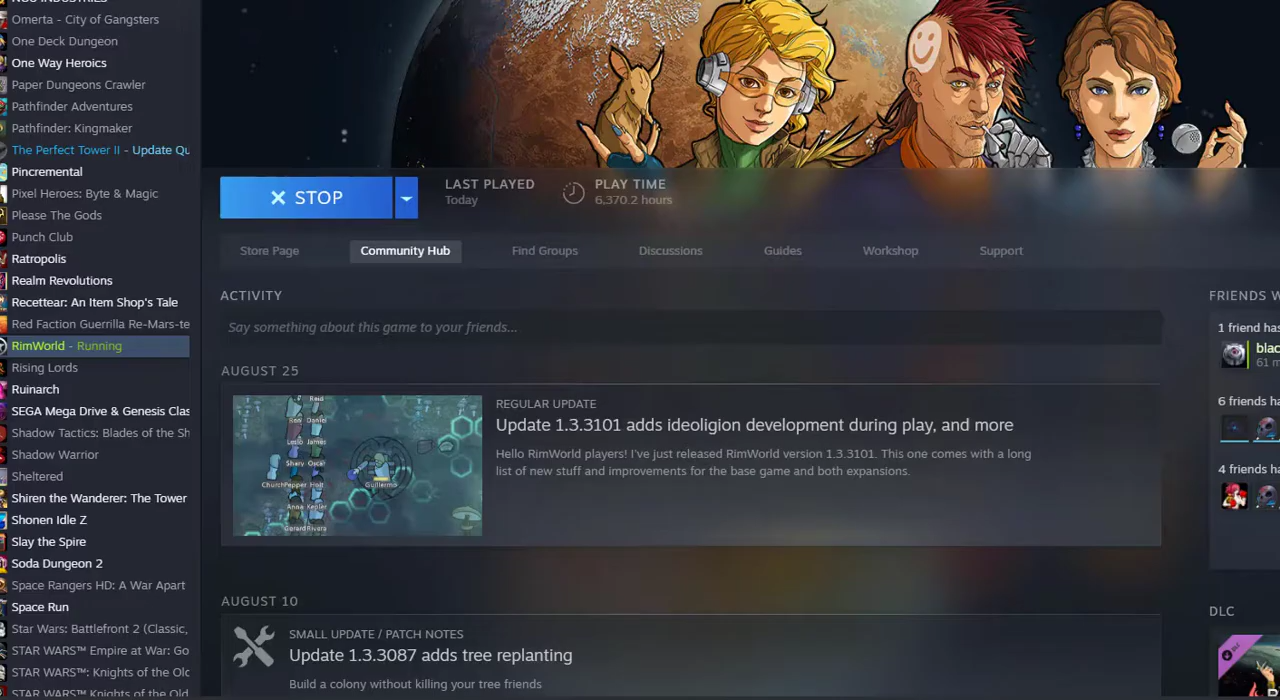 Omerta - City of Gangsters
One Deck Dungeon
One Way Heroics
Paper Dungeons Crawler
Pathfinder Adventures
Pathfinder: Kingmaker
The Perfect Tower II - Update Qu
Pincremental
Pixel Heroes: Byte & Magic
Please The Gods
Punch Club
Ratropolis
Realm Revolutions
Recettear: An Item Shop's Tale
Red Faction Guerrilla Re-Mars-te
RimWorld - Running
Rising Lords
Ruinarch
SEGA Mega Drive & Genesis Clas
Shadow Tactics: Blades of the Sh
Shadow Warrior
Sheltered
Shiren the Wanderer: The Tower
Shonen Idle Z
Slay the Spire
Soda Dungeon 2
Space Rangers HD: A War Apart
Space Run
Star Wars: Battlefront 2 (Classic,
STAR WARS™ Empire at War: Go
STAR WARS™: Knights of the Old
STAR WARS™ Knights of the Old
STOP
LAST PLAYED
Today
PLAY TIME
6,370.2 hours
Store Page
Community Hub
Find Groups
Discussions
Guides
Workshop
Support
ACTIVITY
Say something about this game to your friends...
AUGUST 25
REGULAR UPDATE
Update 1.3.3101 adds ideoligion development during play, and more
Hello RimWorld players! I've just released RimWorld version 1.3.3101. This one comes with a long
list of new stuff and improvements for the base game and both expansions.
AUGUST 10
SMALL UPDATE / PATCH NOTES
Update 1.3.3087 adds tree replanting
Build a colony without killing your tree friends
FRIENDS W
1 friend has
blac
61 m
6 friends ha
4 friends ha
DLC